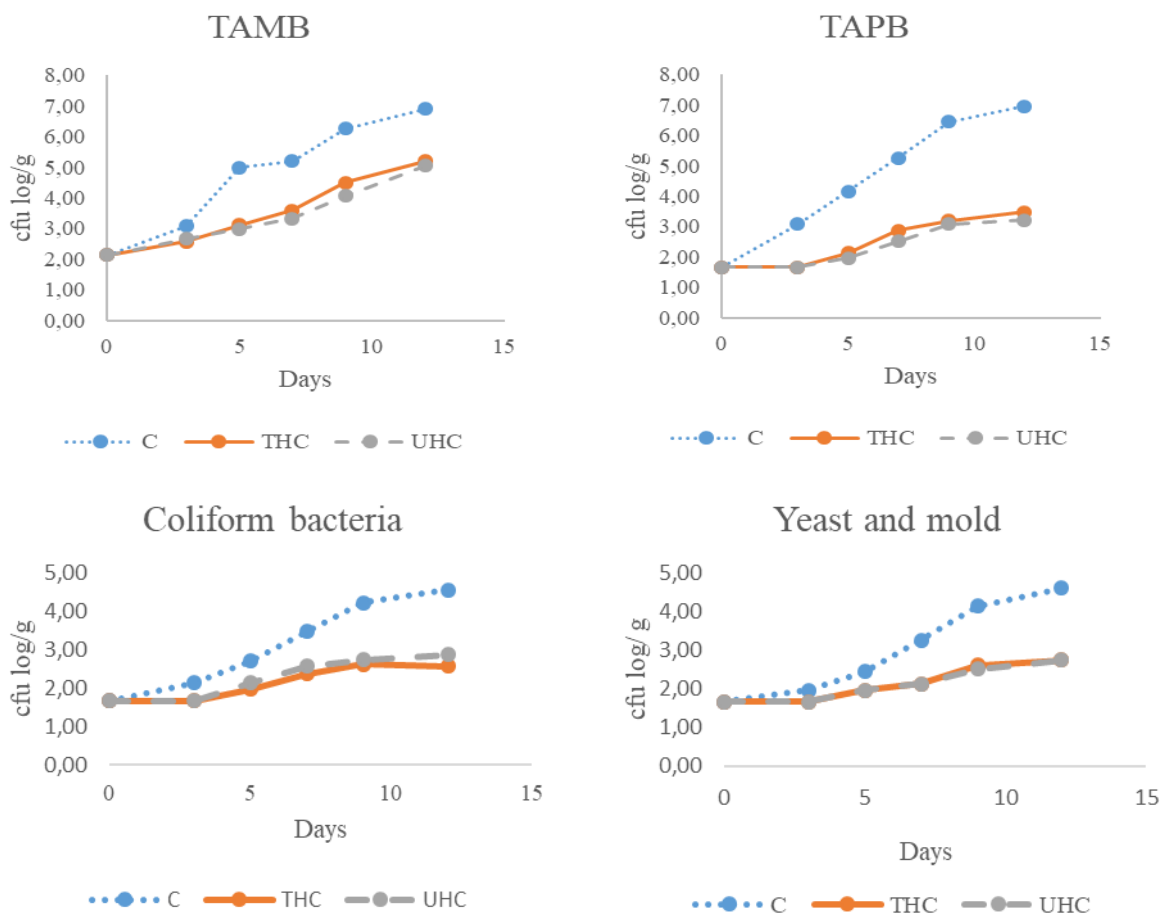 TAMB
8,00
7,00
6,00
5,00
4,00
3,00
2,00
1,00
0,00
cfu log/g
0 5 10 15
Days
C THC UHC
TAPB
8,00
7,00
6,00
5,00
4,00
3,00
2,00
1,00
0,00
cfu log/g
0 5 10 15
Days
C THC UHC
Coliform bacteria
5,00
4,00
3,00
2,00
1,00
0,00
cfu log/g
0 5 10 15
Days
C THC UHC
Yeast and mold
5,00
4,00
3,00
2,00
1,00
0,00
cfu log/ g
0 5 10 15
Days
C THC UHC